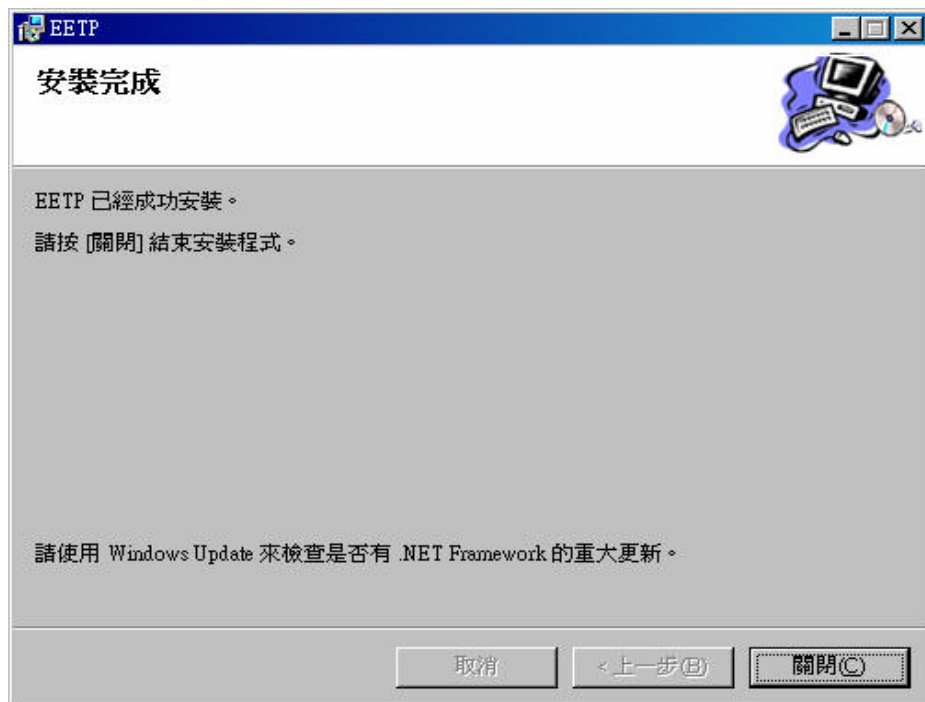 EETP
安裝完成
EETP 已經成功安裝。
請按 [關閉] 結束安裝程式。
請使用 Windows Update 來檢查是否有 .NET Framework 的重大更新。
取消
< 上一步(B)
關閉(C)